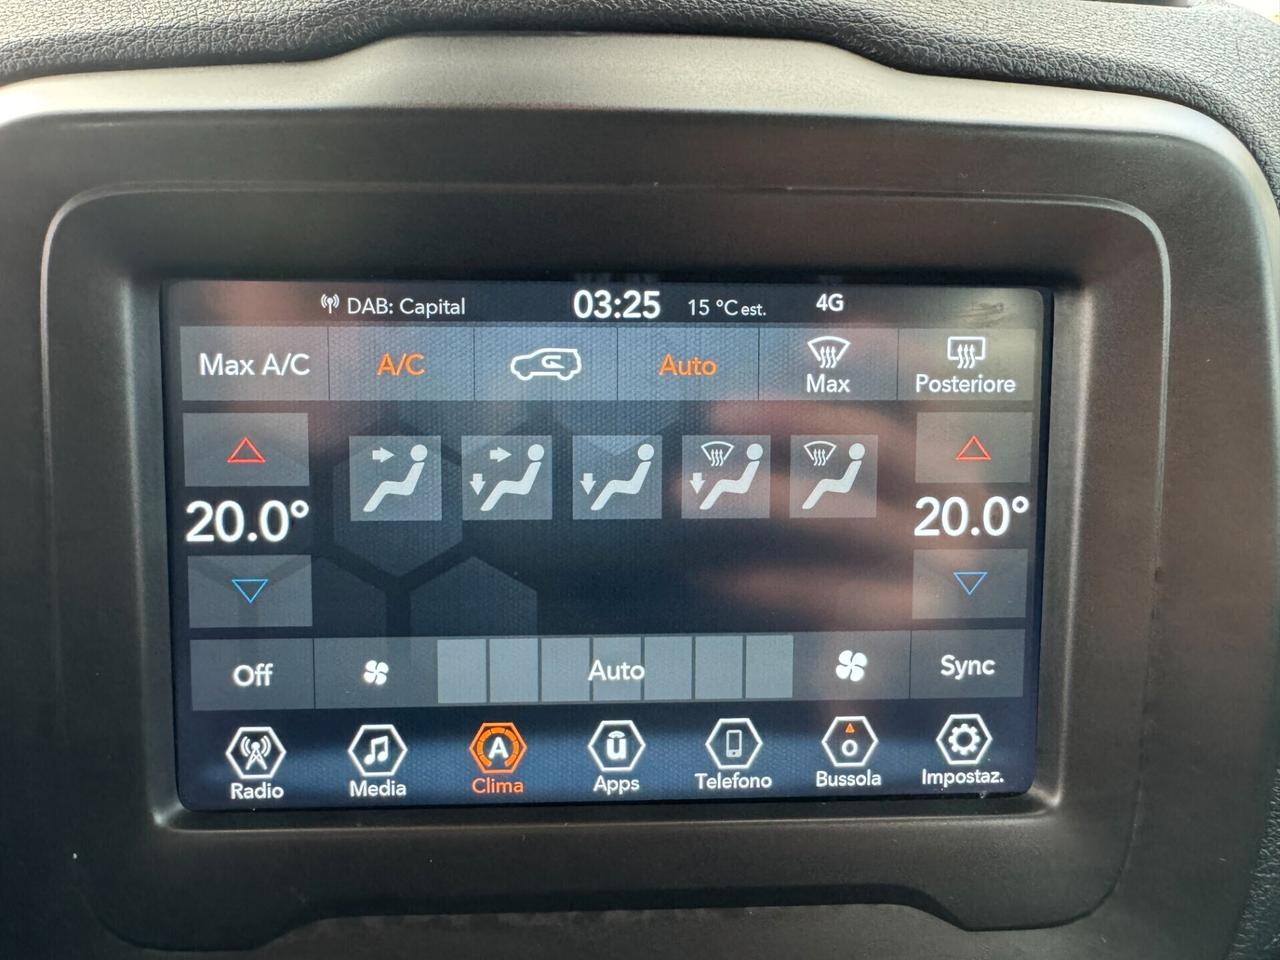 DAB: Capital 03:25 15 °C est. 4G
Max A/C A/C Auto Max Posteriore
20.0° 20.0°
Off Auto Sync
Radio Media A Clima ū Apps Telefono O Bussola Impostaz.